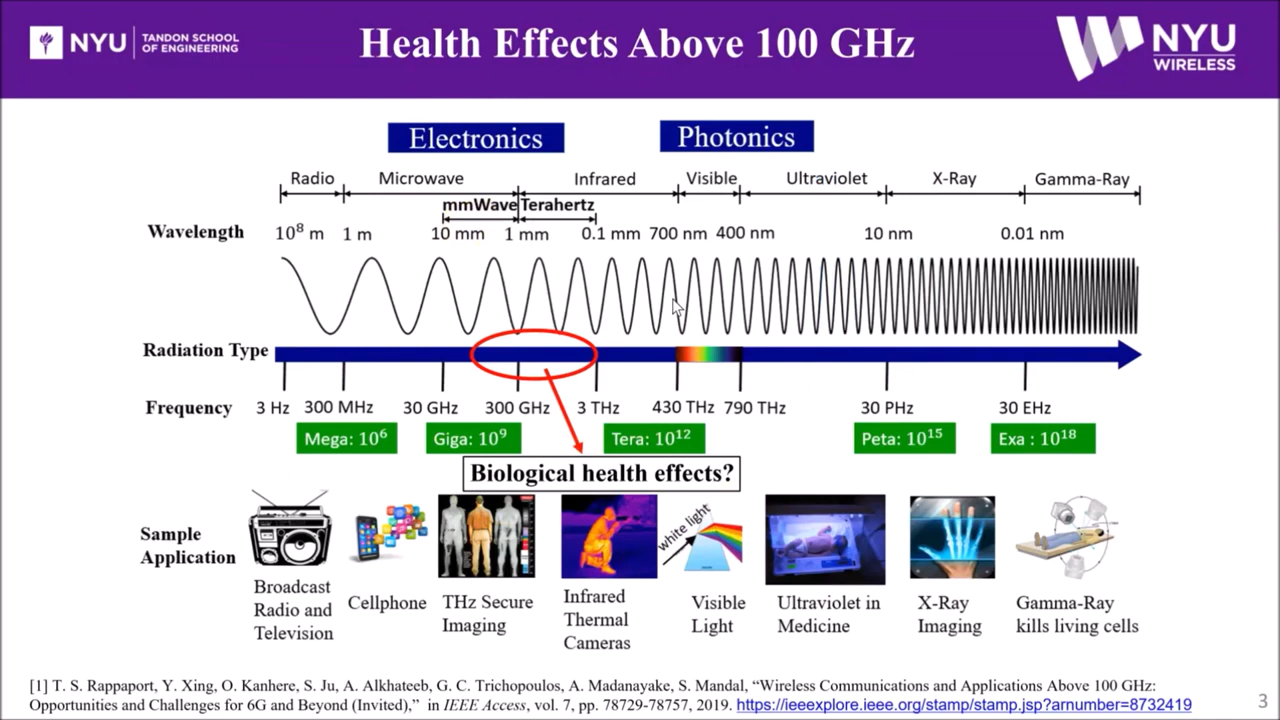 NYU
TANDON SCHOOL
OF ENGINEERING
Health Effects Above 100 GHz
NYU
WIRELESS
Electronics
Photonics
Radio
Microwave
Infrared
Visible
Ultraviolet
X-Ray
Gamma-Ray
mmWave
Terahertz
Wavelength
10⁸ m
1 m
10 mm
1 mm
0.1 mm
700 nm
400 nm
10 nm
0.01 nm
Radiation Type
Frequency
3 Hz
300 MHz
30 GHz
300 GHz
3 THz
430 THz
790 THz
30 PHz
30 EHz
Mega: 10⁶
Giga: 10⁹
Tera: 10¹²
Peta: 10¹⁵
Exa : 10¹⁸
Biological health effects?
Sample
Application
white light
Broadcast
Radio and
Television
Cellphone
THz Secure
Imaging
Infrared
Thermal
Cameras
Visible
Light
Ultraviolet in
Medicine
X-Ray
Imaging
Gamma-Ray
kills living cells
[1] T. S. Rappaport, Y. Xing, O. Kanhere, S. Ju, A. Alkhateeb, G. C. Trichopoulos, A. Madanayake, S. Mandal, “Wireless Communications and Applications Above 100 GHz:
Opportunities and Challenges for 6G and Beyond (Invited),” in IEEE Access, vol. 7, pp. 78729-78757, 2019. https://ieeexplore.ieee.org/stamp/stamp.jsp?arnumber=8732419
3